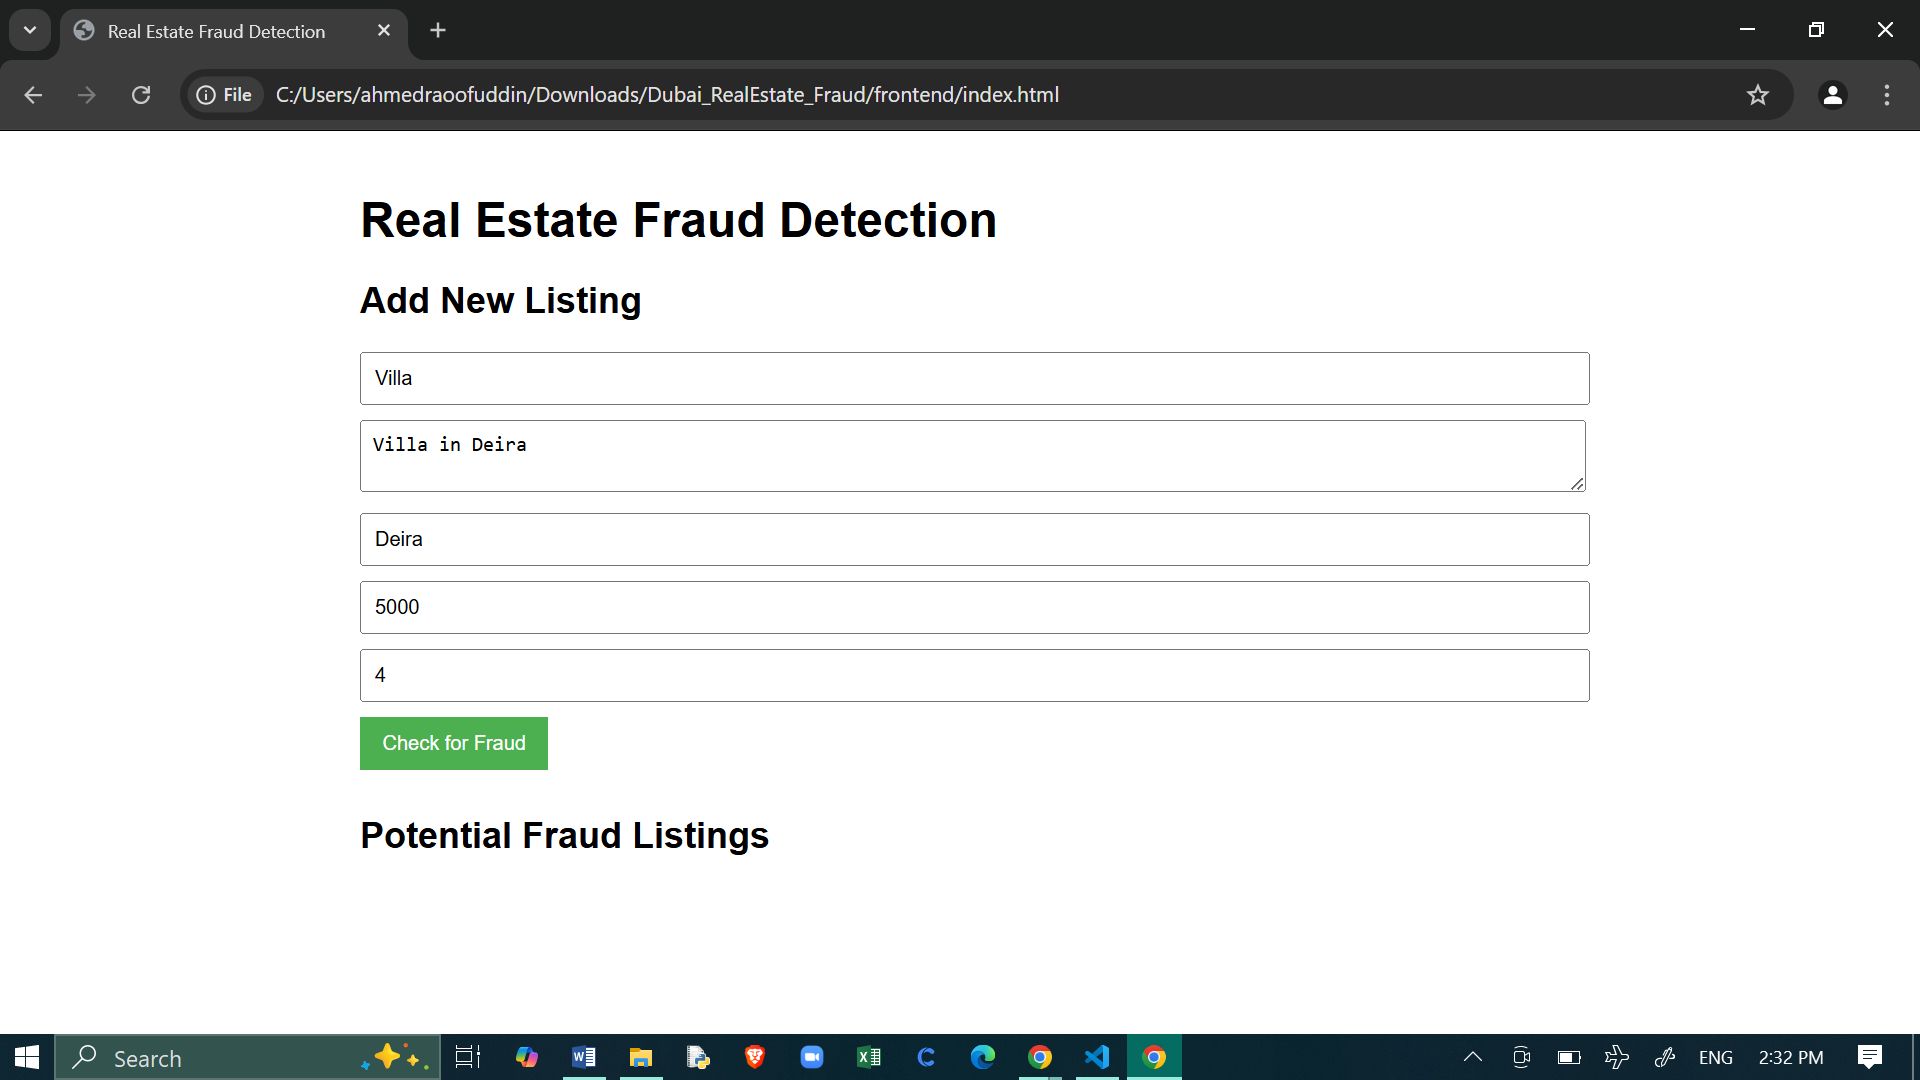 Real Estate Fraud Detection
File C:/Users/ahmedraoofuddin/Downloads/Dubai_RealEstate_Fraud/frontend/index.html
Real Estate Fraud Detection
Add New Listing
Villa
Villa in Deira
Deira
5000
4
Check for Fraud
Potential Fraud Listings
Search
ENG
2:32 PM